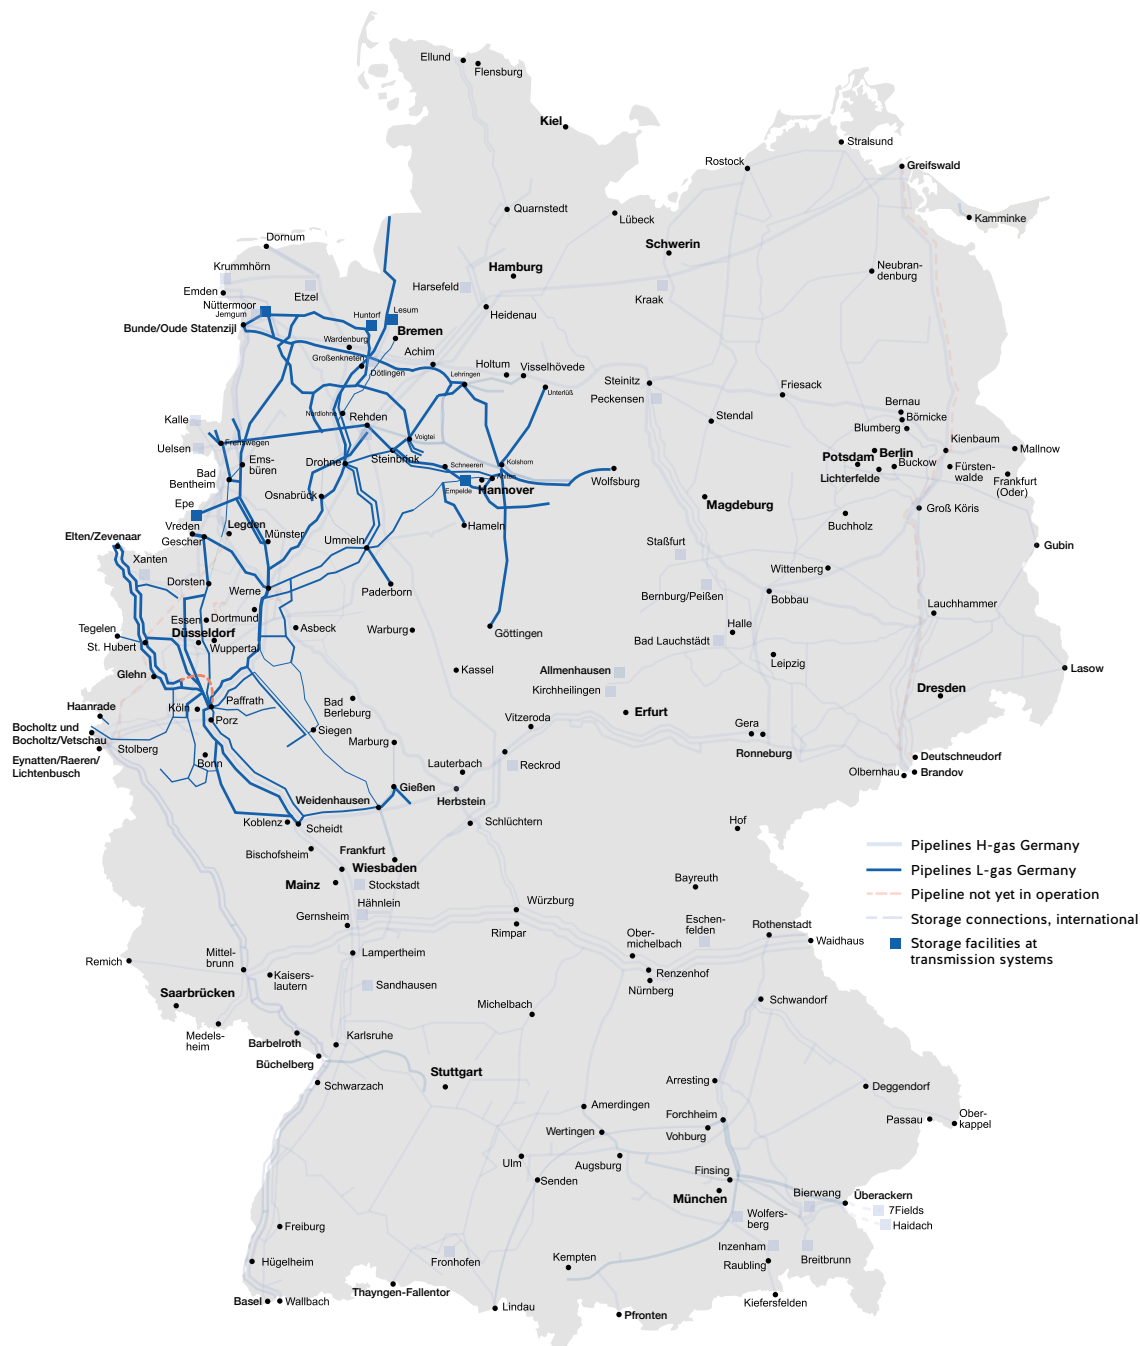 Ellund
Flensburg
Kiel
Stralsund
Rostock
Greifswald
Quarnstedt
Lübeck
Kamminke
Dornum
Schwerin
Krummhörn
Hamburg
Neubran-
denburg
Emden
Etzel
Harsefeld
Kraak
Nüttermoor
Jemgum
Huntorf
Lesum
Heidenau
Bunde/Oude Statenzijl
Bremen
Wardenburg
Achim
Großenkneten
Dötlingen
Lehringen
Holtum
Visselhövede
Unterlüß
Steinitz
Peckensen
Friesack
Kalle
Nordlohne
Rehden
Stendal
Bernau
Börnicke
Blumberg
Uelsen
Frenswegen
Voigtei
Kienbaum
Mallnow
Ems-
büren
Drohne
Steinbrink
Schneeren
Kolshorn
Potsdam
Berlin
Buckow
Lichterfelde
Fürsten-
walde
Frankfurt
(Oder)
Bad
Bentheim
Ahlten
Empelde
Hannover
Wolfsburg
Osnabrück
Magdeburg
Epe
Buchholz
Groß Köris
Vreden
Legden
Gescher
Münster
Hameln
Elten/Zevenaar
Ummeln
Staßfurt
Gubin
Xanten
Wittenberg
Dorsten
Werne
Paderborn
Bernburg/Peißen
Bobbau
Lauchhammer
Essen
Dortmund
Tegelen
Düsseldorf
Asbeck
Warburg
Göttingen
Halle
Bad Lauchstädt
St. Hubert
Wuppertal
Leipzig
Glehn
Kassel
Allmenhausen
Lasow
Kirchheilingen
Dresden
Haanrade
Köln
Paffrath
Bad
Berleburg
Porz
Vitzeroda
Erfurt
Bocholtz und
Bocholtz/Vetschau
Stolberg
Siegen
Marburg
Gera
Ronneburg
Eynatten/Raeren/
Lichtenbusch
Bonn
Lauterbach
Reckrod
Deutschneudorf
Olbernhau
Brandov
Weidenhausen
Gießen
Herbstein
Koblenz
Scheidt
Schlüchtern
Hof
Bischofsheim
Frankfurt
Wiesbaden
Mainz
Stockstadt
Bayreuth
Hähnlein
Würzburg
Gernsheim
Rimpar
Eschen-
felden
Rothenstadt
Ober-
michelbach
Waidhaus
Remich
Mittel-
brunn
Lampertheim
Kaisers-
lautern
Renzenhof
Nürnberg
Saarbrücken
Sandhausen
Schwandorf
Michelbach
Medels-
heim
Barbelroth
Karlsruhe
Büchelberg
Stuttgart
Schwarzach
Arresting
Deggendorf
Amerdingen
Forchheim
Passau
Ober-
kappel
Wertingen
Vohburg
Ulm
Augsburg
Finsing
Senden
München
Bierwang
Überackern
7Fields
Wolfers-
berg
Haidach
Freiburg
Hügelheim
Fronhofen
Kempten
Inzenham
Raubling
Breitbrunn
Basel
Wallbach
Thayngen-Fallentor
Lindau
Pfronten
Kiefersfelden
Pipelines H-gas Germany
Pipelines L-gas Germany
Pipeline not yet in operation
Storage connections, international
Storage facilities at
transmission systems